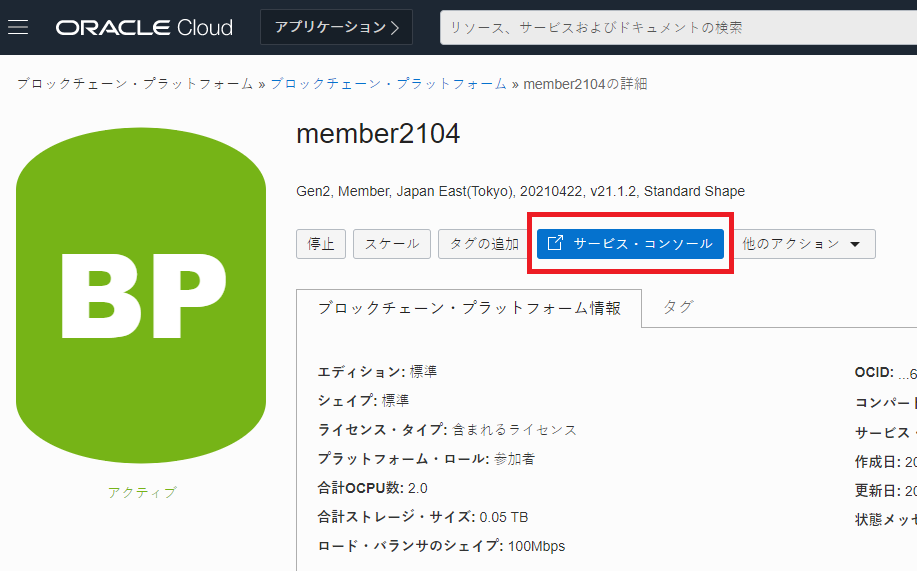 ORACLE Cloud アプリケーション リソース、サービスおよびドキュメントの検索
ブロックチェーン・プラットフォーム » ブロックチェーン・プラットフォーム » member2104の詳細
member2104
Gen2, Member, Japan East(Tokyo), 20210422, v21.1.2, Standard Shape
停止 スケール タグの追加 サービス・コンソール 他のアクション
BP
アクティブ
ブロックチェーン・プラットフォーム情報 タグ
エディション: 標準
シェイプ: 標準
ライセンス・タイプ: 含まれるライセンス
プラットフォーム・ロール: 参加者
合計OCPU数: 2.0
合計ストレージ・サイズ: 0.05 TB
ロード・バランサのシェイプ: 100Mbps
OCID: ...6
コンパート
サービス・
作成日: 20
更新日: 20
状態メッセ